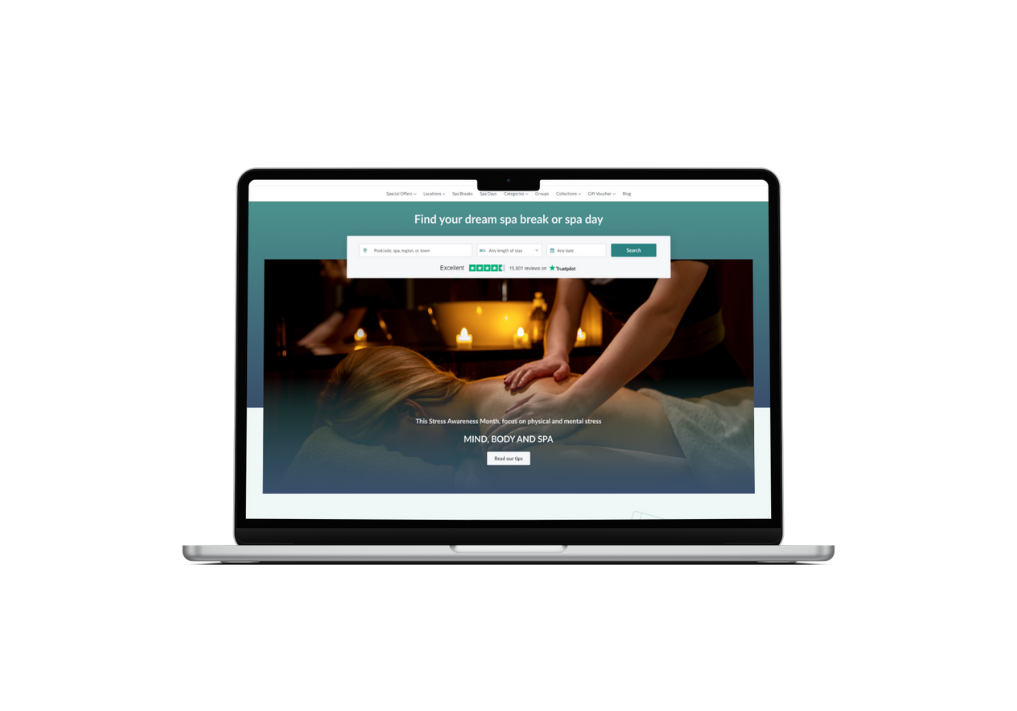 Special Offers Locations Spa Breaks Spa Days Categories Groups Collections Gift Voucher Blog
Find your dream spa break or spa day
Postcode, spa, region, or town Any length of stay Any date Search
Excellent 15,801 reviews on Trustpilot
This Stress Awareness Month, focus on physical and mental stress
MIND, BODY AND SPA
Read our tips